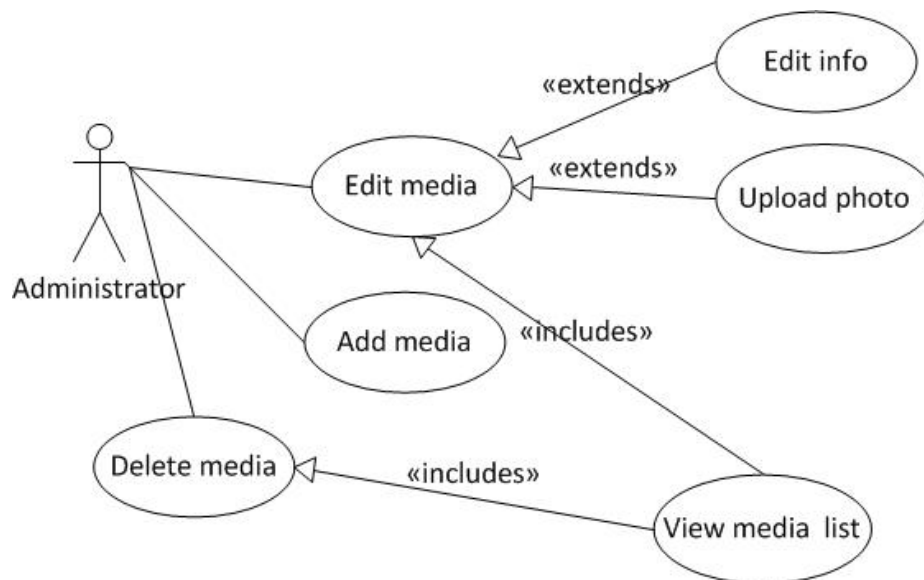 Edit info
«extends»
«extends»
Edit media
Upload photo
Administrator
«includes»
Add media
Delete media
«includes»
View media list